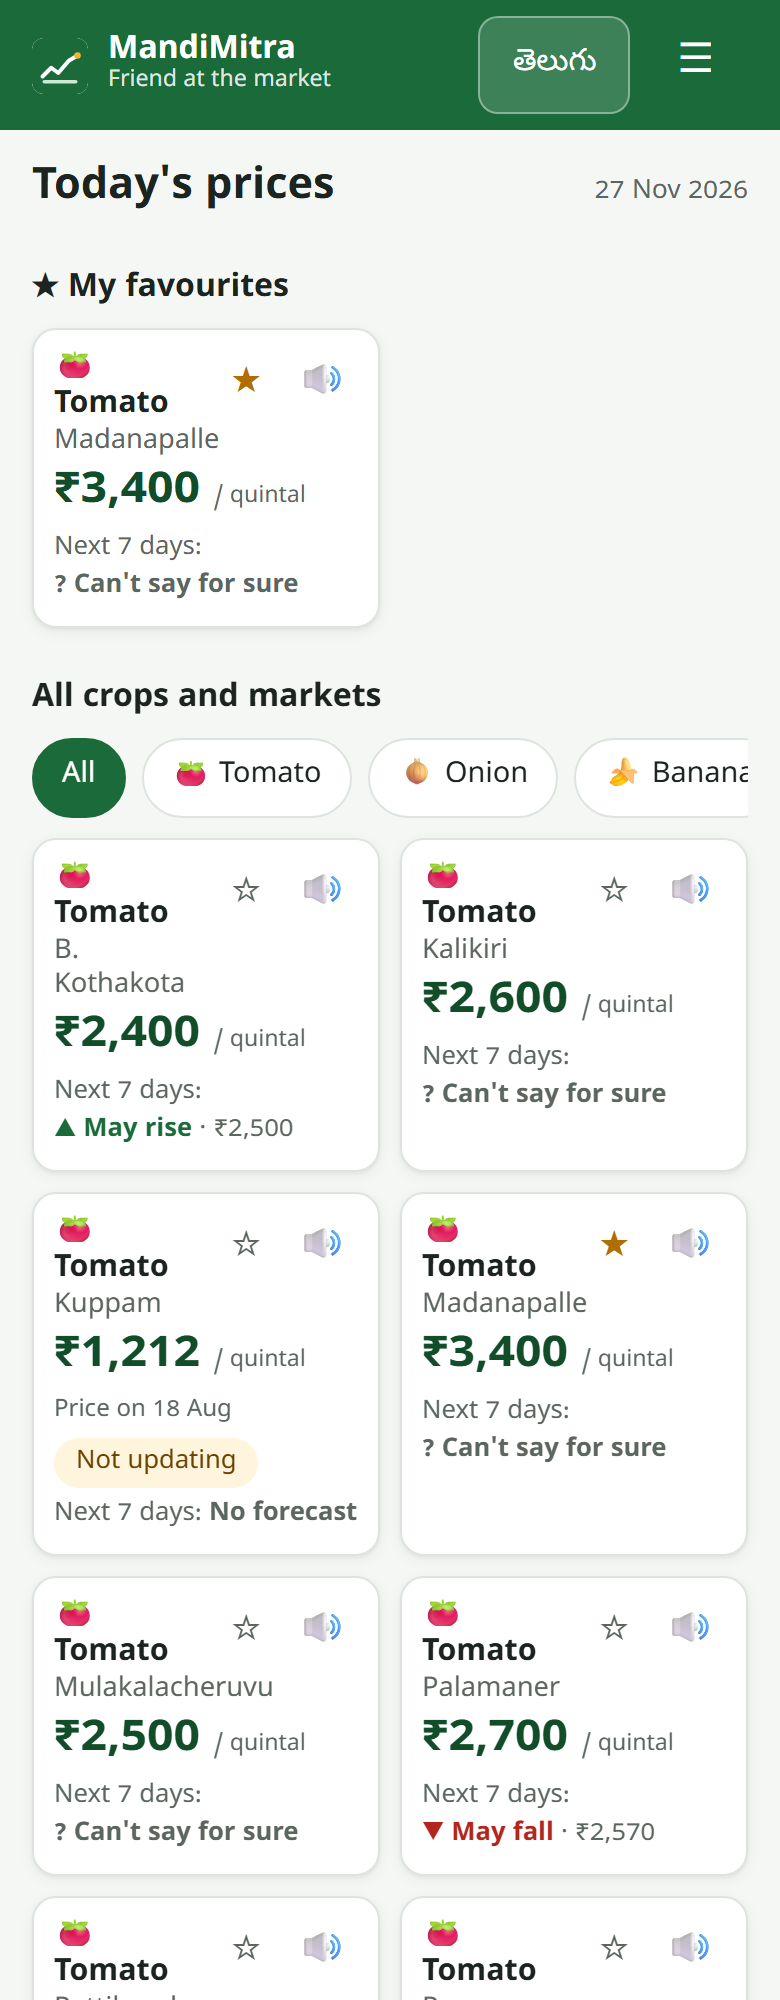 MandiMitra
Friend at the market
తెలుగు
☰
Today's prices
27 Nov 2026
★ My favourites
Tomato
★
Madanapalle
₹3,400 / quintal
Next 7 days:
? Can't say for sure
All crops and markets
All
Tomato
Onion
Banana
Tomato
☆
B.
Kothakota
₹2,400 / quintal
Next 7 days:
▲ May rise · ₹2,500
Tomato
☆
Kalikiri
₹2,600 / quintal
Next 7 days:
? Can't say for sure
Tomato
☆
Kuppam
₹1,212 / quintal
Price on 18 Aug
Not updating
Next 7 days: No forecast
Tomato
★
Madanapalle
₹3,400 / quintal
Next 7 days:
? Can't say for sure
Tomato
☆
Mulakalacheruvu
₹2,500 / quintal
Next 7 days:
? Can't say for sure
Tomato
☆
Palamaner
₹2,700 / quintal
Next 7 days:
▼ May fall · ₹2,570
Tomato
☆
Tomato
☆